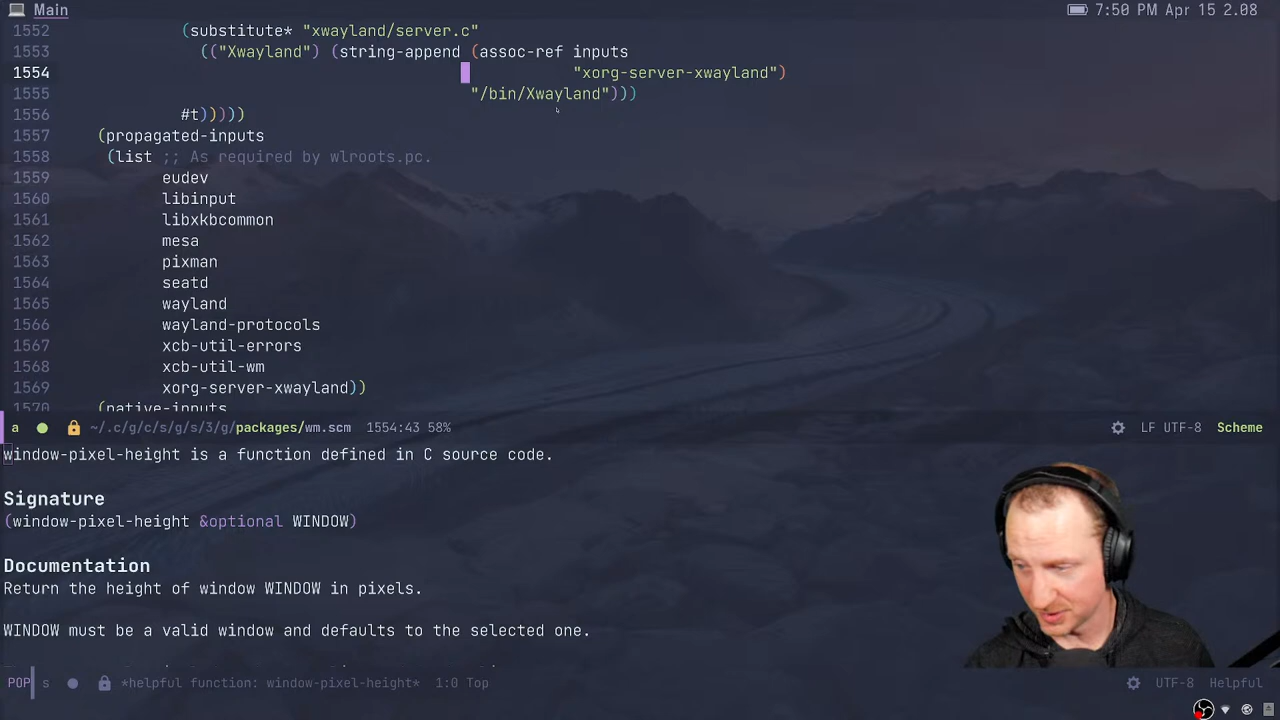 Main
7:50 PM Apr 15 2.08
1552 (substitute* "xwayland/server.c"
1553 (("Xwayland") (string-append (assoc-ref inputs
1554 "xorg-server-xwayland")
1555 "/bin/Xwayland")))
1556 #t)))))
1557 (propagated-inputs
1558 (list ;; As required by wlroots.pc.
1559 eudev
1560 libinput
1561 libxkbcommon
1562 mesa
1563 pixman
1564 seatd
1565 wayland
1566 wayland-protocols
1567 xcb-util-errors
1568 xcb-util-wm
1569 xorg-server-xwayland))
1570 (native-inputs
a ~/.c/g/c/s/g/s/3/g/packages/wm.scm 1554:43 58% LF UTF-8 Scheme
window-pixel-height is a function defined in C source code.
Signature
(window-pixel-height &optional WINDOW)
Documentation
Return the height of window WINDOW in pixels.
WINDOW must be a valid window and defaults to the selected one.
POP s *helpful function: window-pixel-height* 1:0 Top UTF-8 Helpful